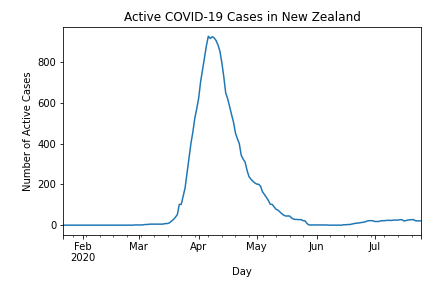 Active COVID-19 Cases in New Zealand
Number of Active Cases
800
600
400
200
0
Feb Mar Apr May Jun Jul
2020
Day